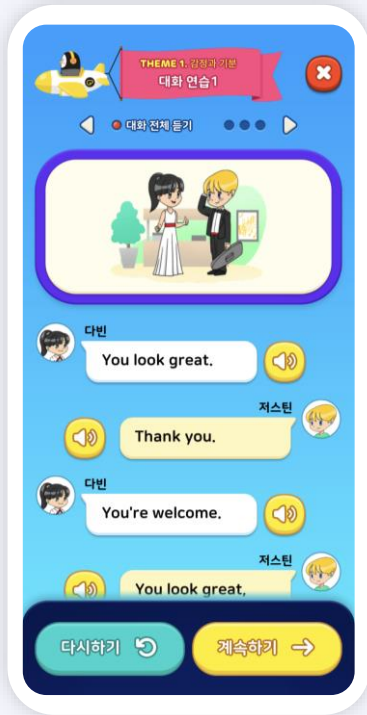 THEME 1. 감정과 기분
대화 연습1
대화 전체 듣기
다빈
You look great.
저스틴
Thank you.
다빈
You're welcome.
저스틴
You look great,
다시하기
계속하기